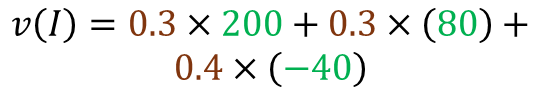 v(I) = 0.3 × 200 + 0.3 × (80) +
0.4 × (−40)